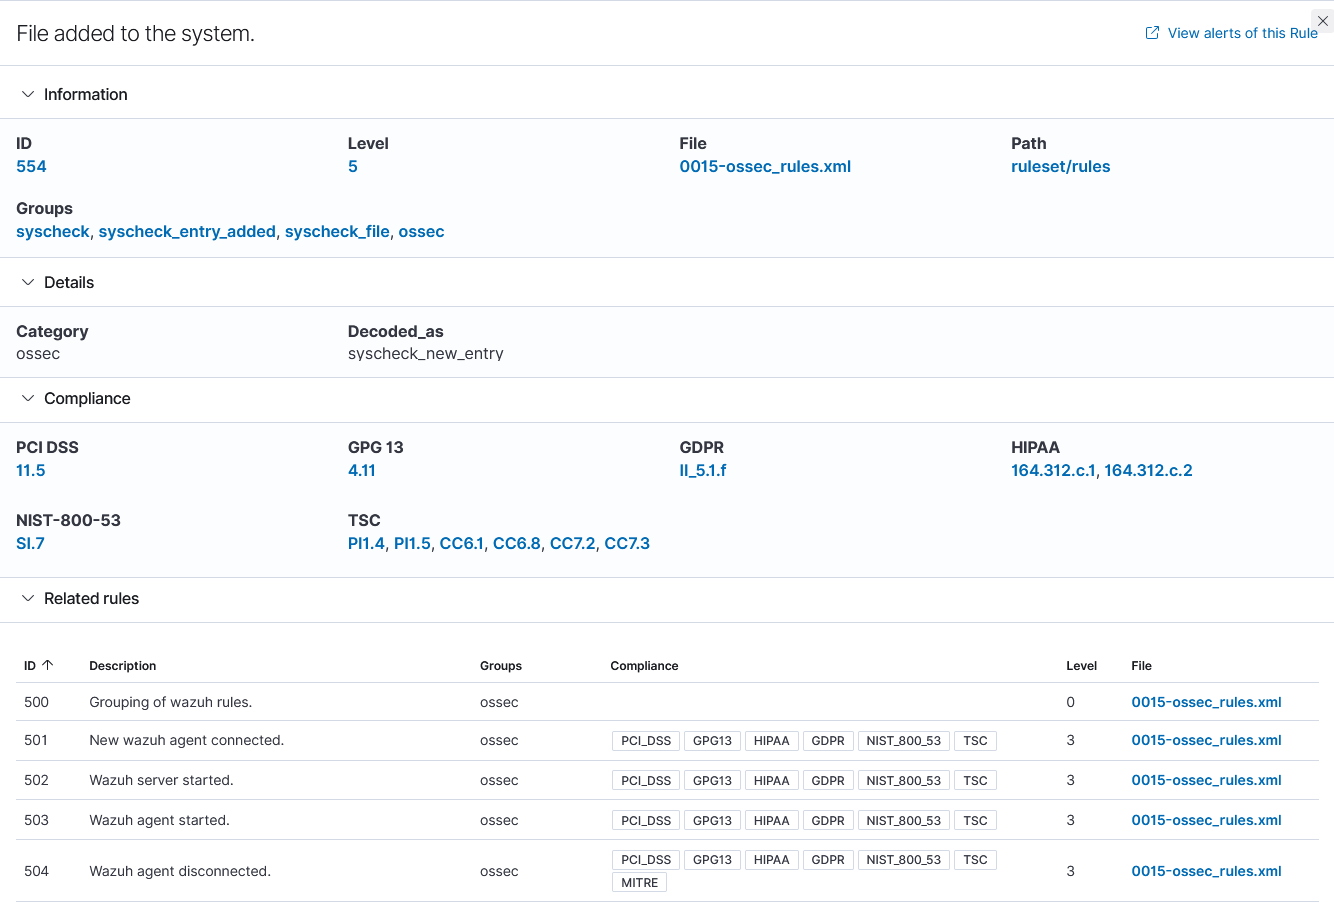 File added to the system.
View alerts of this Rule
Information
ID Level File Path
554 5 0015-ossec_rules.xml ruleset/rules
Groups
syscheck, syscheck_entry_added, syscheck_file, ossec
Details
Category Decoded_as
ossec syscheck_new_entry
Compliance
PCI DSS GPG 13 GDPR HIPAA
11.5 4.11 II_5.1.f 164.312.c.1, 164.312.c.2
NIST-800-53 TSC
SI.7 PI1.4, PI1.5, CC6.1, CC6.8, CC7.2, CC7.3
Related rules
ID Description Groups Compliance Level File
500 Grouping of wazuh rules. ossec 0 0015-ossec_rules.xml
501 New wazuh agent connected. ossec PCI_DSS GPG13 HIPAA GDPR NIST_800_53 TSC 3 0015-ossec_rules.xml
502 Wazuh server started. ossec PCI_DSS GPG13 HIPAA GDPR NIST_800_53 TSC 3 0015-ossec_rules.xml
503 Wazuh agent started. ossec PCI_DSS GPG13 HIPAA GDPR NIST_800_53 TSC 3 0015-ossec_rules.xml
504 Wazuh agent disconnected. ossec PCI_DSS GPG13 HIPAA GDPR NIST_800_53 TSC 3 0015-ossec_rules.xml
MITRE